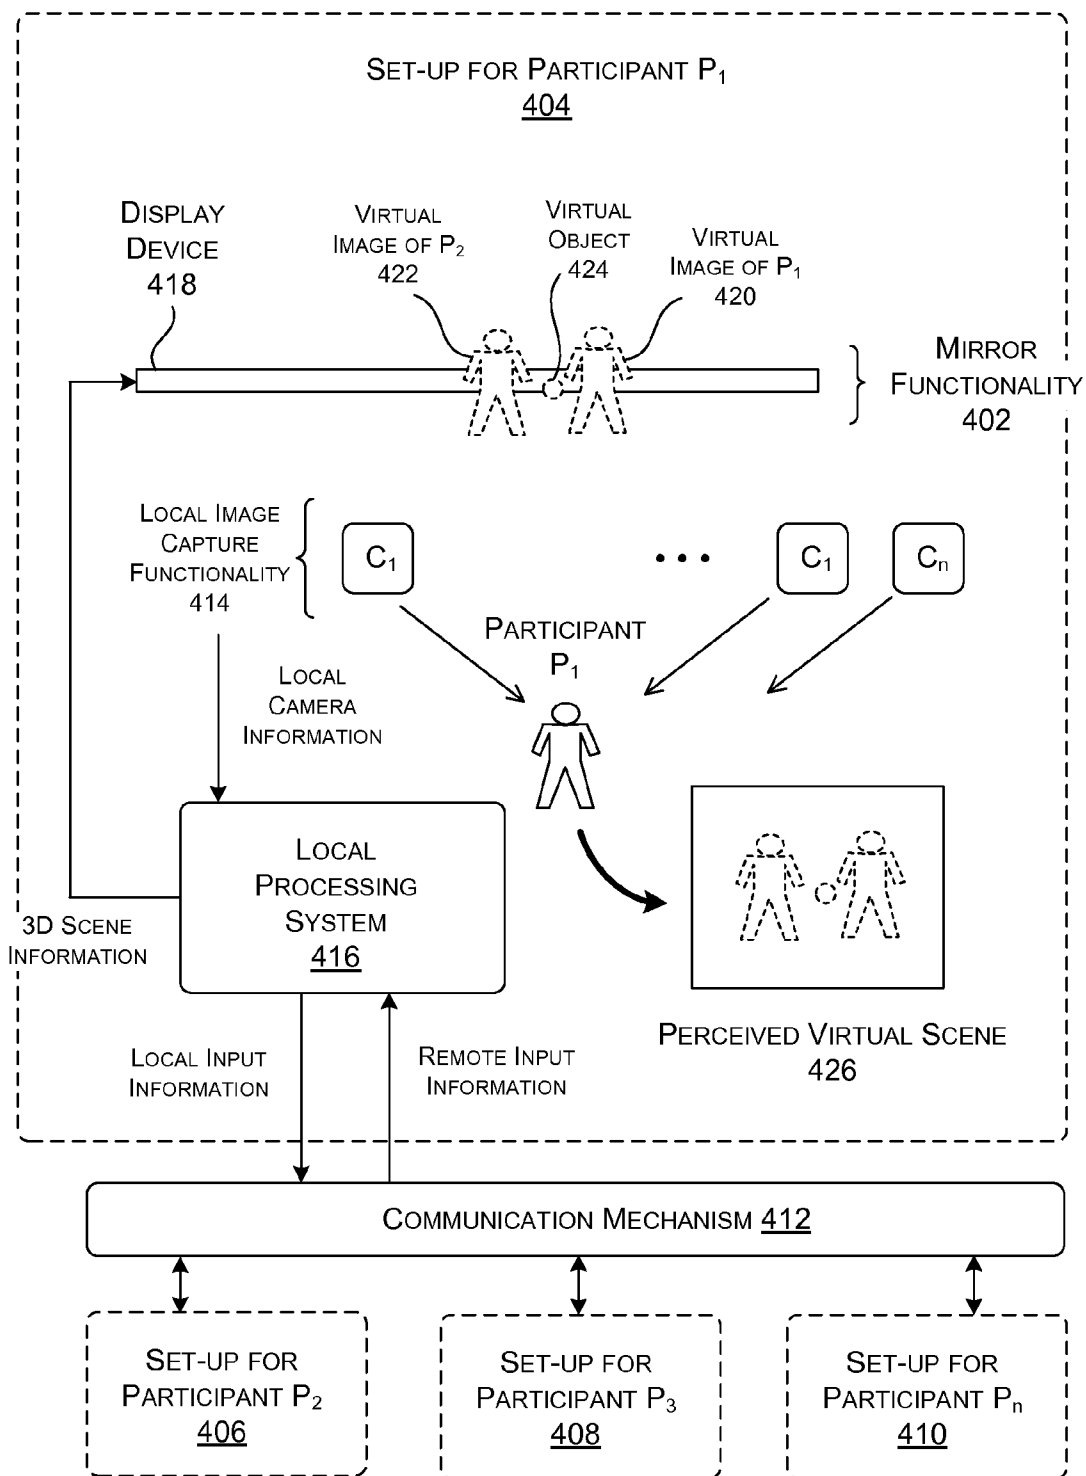 SET-UP FOR PARTICIPANT P1
404
DISPLAY
DEVICE
418
VIRTUAL
IMAGE OF P2
422
VIRTUAL
OBJECT
424
VIRTUAL
IMAGE OF P1
420
MIRROR
FUNCTIONALITY
402
LOCAL IMAGE
CAPTURE
FUNCTIONALITY
414
C1
• • •
C1
Cn
PARTICIPANT
P1
LOCAL
CAMERA
INFORMATION
LOCAL
PROCESSING
SYSTEM
416
3D SCENE
INFORMATION
PERCEIVED VIRTUAL SCENE
426
LOCAL INPUT
INFORMATION
REMOTE INPUT
INFORMATION
COMMUNICATION MECHANISM 412
SET-UP FOR
PARTICIPANT P2
406
SET-UP FOR
PARTICIPANT P3
408
SET-UP FOR
PARTICIPANT Pn
410